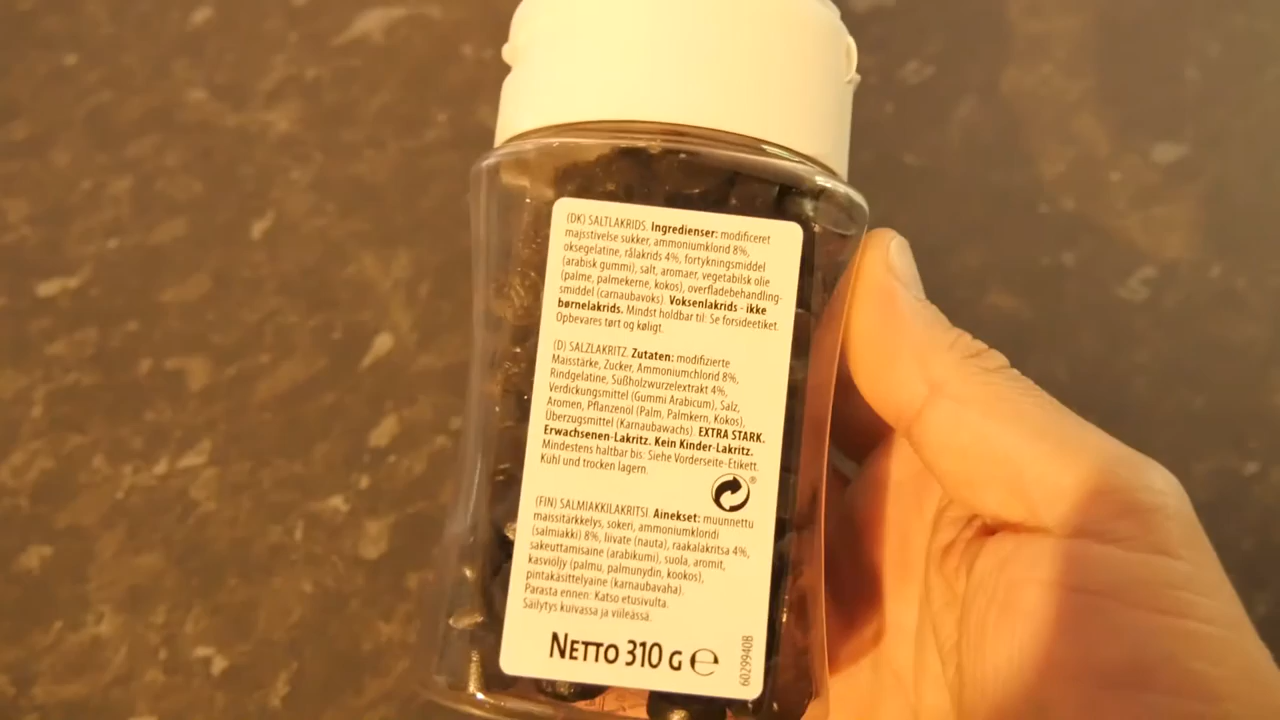 (DK) SALTLAKRIDS. Ingredienser: modificeret
majsstivelse sukker, ammoniumklorid 8%,
oksegelatine, rålakrids 4%, fortykningsmiddel
(arabisk gummi), salt, aromaer, vegetabilsk olie
(palme, palmekerne, kokos), overfladebehandling-
smiddel (carnaubavoks). Voksenlakrids - ikke
børnelakrids. Mindst holdbar til: Se forsideetiket.
Opbevares tørt og køligt.
(D) SALZLAKRITZ. Zutaten: modifizierte
Maisstärke, Zucker, Ammoniumchlorid 8%,
Rindgelatine, Sußholzwurzelextrakt 4%,
Verdickungsmittel (Gummi Arabicum), Salz,
Aromen, Pflanzenöl (Palm, Palmkern, Kokos),
Überzugsmittel (Karnaubawachs). EXTRA STARK.
Erwachsenen-Lakritz. Kein Kinder-Lakritz.
Mindestens haltbar bis: Siehe Vorderseite-Etikett.
Kühl und trocken lagern.
®
(FIN) SALMIAKKILAKRITSI. Ainekset: muunnettu
maissitärkkelys, sokeri, ammoniumkloridi
(salmiakki) 8%, liivate (nauta), raakalakritsa 4%,
sakeuttamisaine (arabikumi), suola, aromit,
kasviöljy (palmu, palmunydin, kookos),
pintakäsittelyaine (karnaubavaha).
Parasta ennen: Katso etusivulta.
Säilytys kuivassa ja viileässä.
NETTO 310 G ℮
6029940B